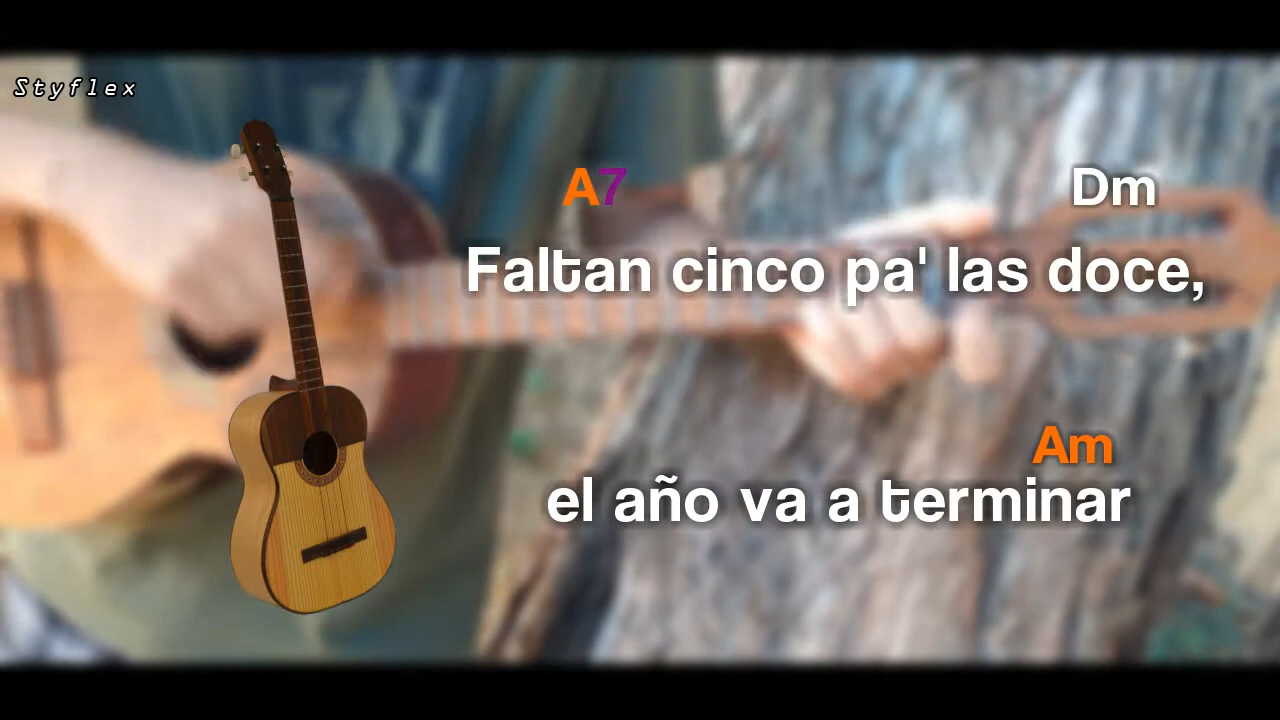 Styflex
A7 Dm
Faltan cinco pa' las doce,
Am
el año va a terminar